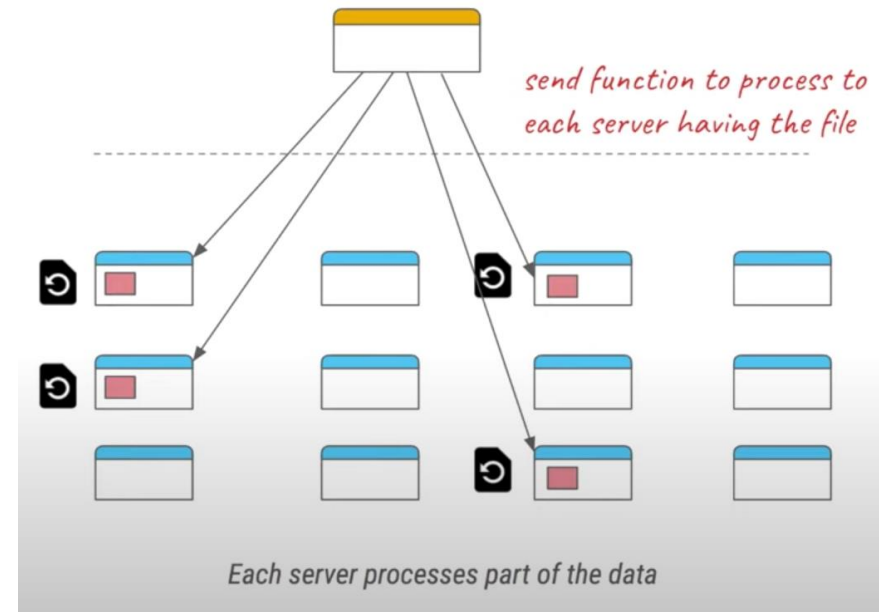 send function to process to
each server having the file
Each server processes part of the data